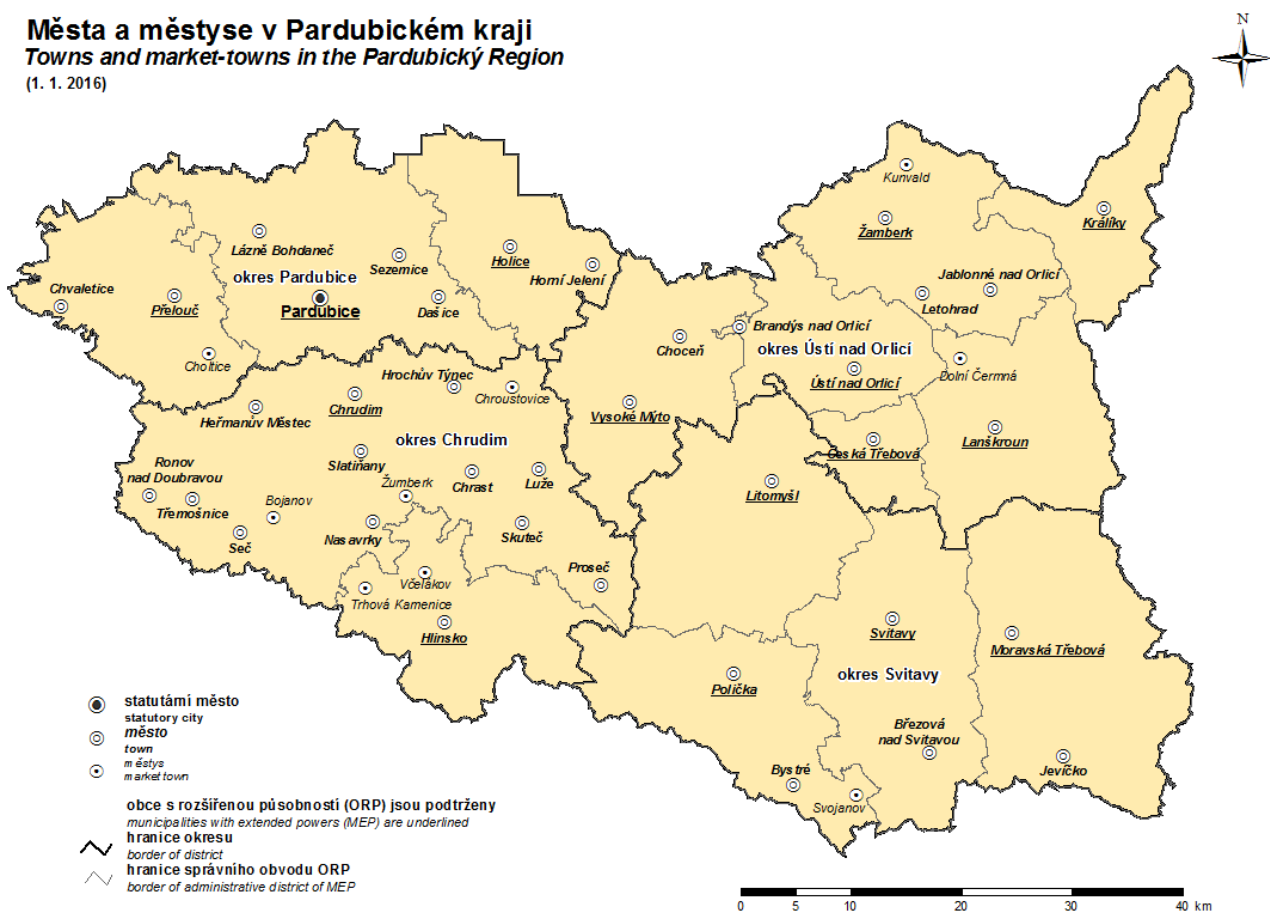 Města a městyse v Pardubickém kraji
Towns and market-towns in the Pardubický Region
(1. 1. 2016)
N
Kunvald
Žamberk
Králíky
Lázně Bohdaneč
Sezemice
Holice
Horní Jelení
okres Pardubice
Pardubice
Dašice
Chvaletice
Přelouč
Choltice
Jablonné nad Orlicí
Letohrad
Brandýs nad Orlicí
Choceň
okres Ústí nad Orlicí
Ústí nad Orlicí
Dolní Čermná
Hrochův Týnec
Chroustovice
Chrudim
Heřmanův Městec
okres Chrudim
Vysoké Mýto
Lanškroun
Česká Třebová
Slatiňany
Ronov
nad Doubravou
Třemošnice
Žumberk
Chrast
Luže
Bojanov
Seč
Nasavrky
Skuteč
Litomyšl
Proseč
Včelákov
Trhová Kamenice
Hlinsko
Svitavy
Moravská Třebová
okres Svitavy
Polička
Březová
nad Svitavou
Bystré
Svojanov
Jevíčko
statutární město
statutory city
město
town
městys
market town
obce s rozšířenou působností (ORP) jsou podtrženy
municipalities with extended powers (MEP) are underlined
hranice okresu
border of district
hranice správního obvodu ORP
border of administrative district of MEP
0 5 10 20 30 40 km